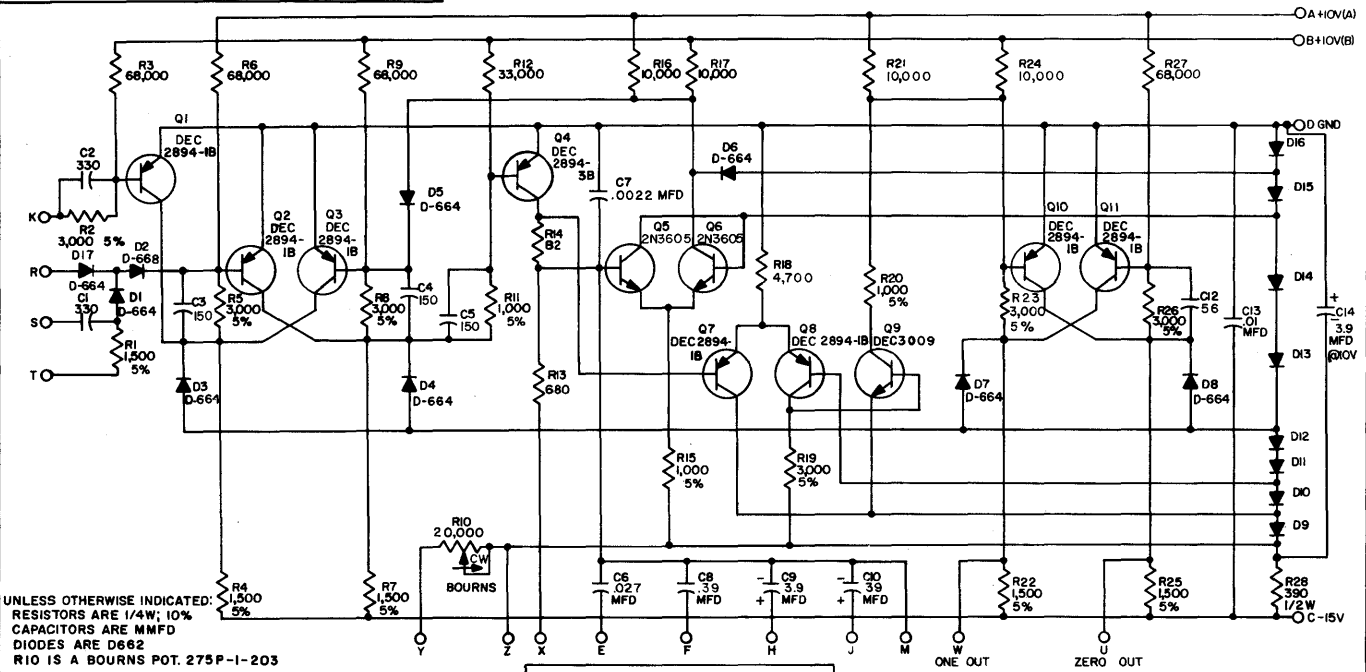 A+10V(A)
B+10V(B)
R3
68,000
R6
68,000
R9
68,000
R12
33,000
R16
10,000
R17
10,000
R21
10,000
R24
10,000
R27
68,000
Q1
DEC
2894-1B
Q4
DEC
2894-
3B
D GND
D16
D6
D-664
D15
C2
330
K
R2
3,000 5%
C7
.0022 MFD
D5
D-664
Q2
DEC
2894-
1B
Q3
DEC
2894-
1B
R14
82
Q5
2N3605
Q6
2N3605
Q10
DEC
2894-
1B
Q11
DEC
2894-
1B
D17
D-664
D2
D-668
R
R18
4,700
D14
R20
1,000
5%
C1
330
D1
D-664
S
C3
150
R5
3,000
5%
R8
3,000
5%
C4
150
C5
150
R11
1,000
5%
R23
3,000
5%
R26
3,000
5%
C12
56
C13
.01
MFD
+
C14
-
3.9
MFD
@10V
R1
1,500
5%
T
Q7
DEC2894-
1B
Q8
DEC 2894-1B
Q9
DEC3009
D13
D3
D-664
D4
D-664
R13
680
D7
D-664
D8
D-664
D12
D11
D10
D9
R15
1,000
5%
R19
3,000
5%
R10
20,000
CW
BOURNS
R4
1,500
5%
R7
1,500
5%
C6
.027
MFD
C8
.39
MFD
-
C9
3.9
+
MFD
-
C10
39
+
MFD
R22
1,500
5%
R25
1,500
5%
R28
390
1/2W
C-15V
UNLESS OTHERWISE INDICATED:
RESISTORS ARE 1/4W; 10%
CAPACITORS ARE MMFD
DIODES ARE D662
R10 IS A BOURNS POT. 275P-1-203
Y
Z
X
E
F
H
J
M
W
U
ONE OUT
ZERO OUT